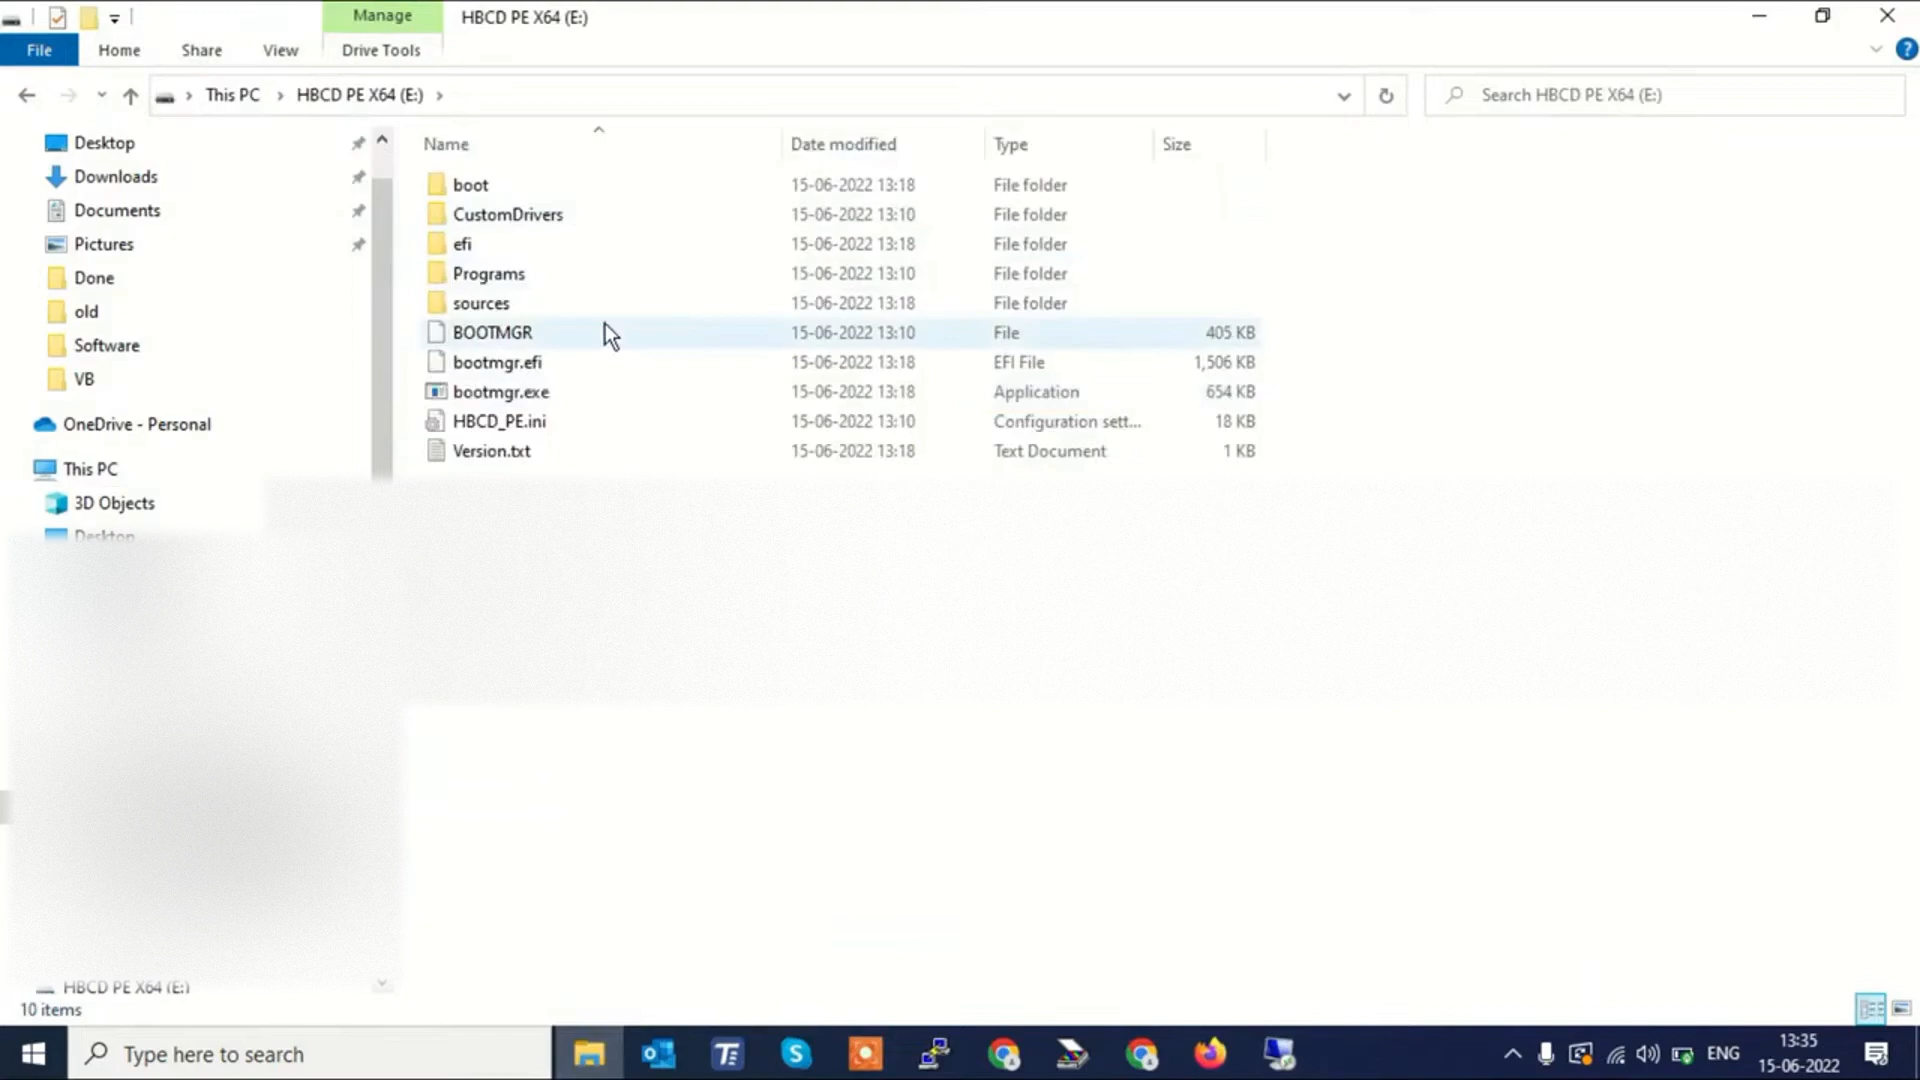 Manage
HBCD PE X64 (E:)
File
Home
Share
View
Drive Tools
This PC
HBCD PE X64 (E:)
Search HBCD PE X64 (E:)
Desktop
Downloads
Documents
Pictures
Done
old
Software
VB
OneDrive - Personal
This PC
3D Objects
Desktop
HBCD PE X64 (E:)
Name Date modified Type Size
boot 15-06-2022 13:18 File folder
CustomDrivers 15-06-2022 13:10 File folder
efi 15-06-2022 13:18 File folder
Programs 15-06-2022 13:10 File folder
sources 15-06-2022 13:18 File folder
BOOTMGR 15-06-2022 13:10 File 405 KB
bootmgr.efi 15-06-2022 13:18 EFI File 1,506 KB
bootmgr.exe 15-06-2022 13:18 Application 654 KB
HBCD_PE.ini 15-06-2022 13:10 Configuration sett... 18 KB
Version.txt 15-06-2022 13:18 Text Document 1 KB
10 items
Type here to search
ENG
13:35
15-06-2022